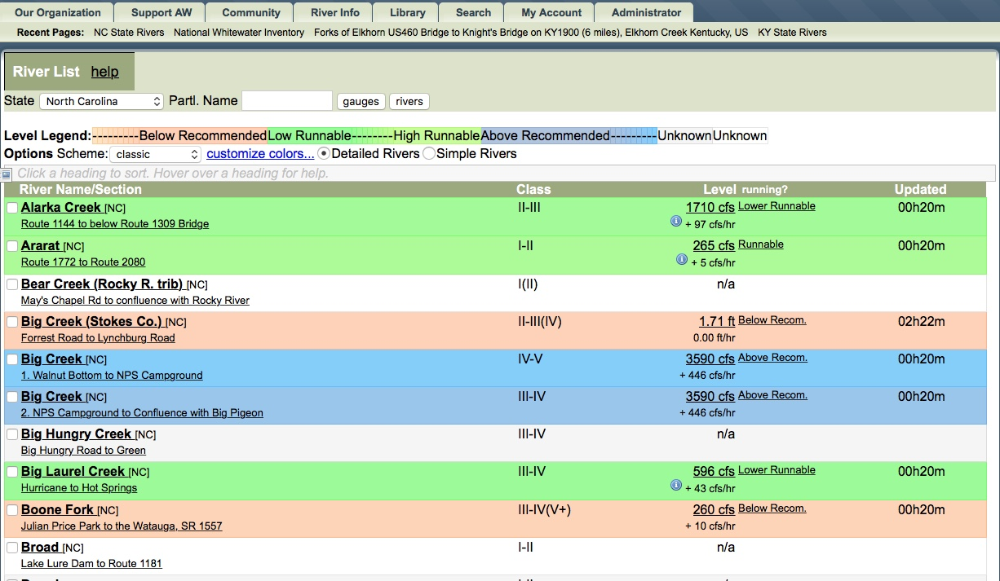 Our Organization Support AW Community River Info Library Search My Account Administrator
Recent Pages: NC State Rivers National Whitewater Inventory Forks of Elkhorn US460 Bridge to Knight's Bridge on KY1900 (6 miles), Elkhorn Creek Kentucky, US KY State Rivers
River List help
State North Carolina Partl. Name gauges rivers
Level Legend:---------Below RecommendedLow Runnable--------High RunnableAbove Recommended---------UnknownUnknown
Options Scheme: classic customize colors... Detailed Rivers Simple Rivers
Click a heading to sort. Hover over a heading for help.
River Name/Section Class Level running? Updated
Alarka Creek [NC] II-III 1710 cfs Lower Runnable 00h20m
Route 1144 to below Route 1309 Bridge + 97 cfs/hr
Ararat [NC] I-II 265 cfs Runnable 00h20m
Route 1772 to Route 2080 + 5 cfs/hr
Bear Creek (Rocky R. trib) [NC] I(II) n/a
May's Chapel Rd to confluence with Rocky River
Big Creek (Stokes Co.) [NC] II-III(IV) 1.71 ft Below Recom. 02h22m
Forrest Road to Lynchburg Road 0.00 ft/hr
Big Creek [NC] IV-V 3590 cfs Above Recom. 00h20m
1. Walnut Bottom to NPS Campground + 446 cfs/hr
Big Creek [NC] III-IV 3590 cfs Above Recom. 00h20m
2. NPS Campground to Confluence with Big Pigeon + 446 cfs/hr
Big Hungry Creek [NC] III-IV n/a
Big Hungry Road to Green
Big Laurel Creek [NC] III-IV 596 cfs Lower Runnable 00h20m
Hurricane to Hot Springs + 43 cfs/hr
Boone Fork [NC] III-IV(V+) 260 cfs Below Recom. 00h20m
Julian Price Park to the Watauga, SR 1557 + 10 cfs/hr
Broad [NC] I-II n/a
Lake Lure Dam to Route 1181